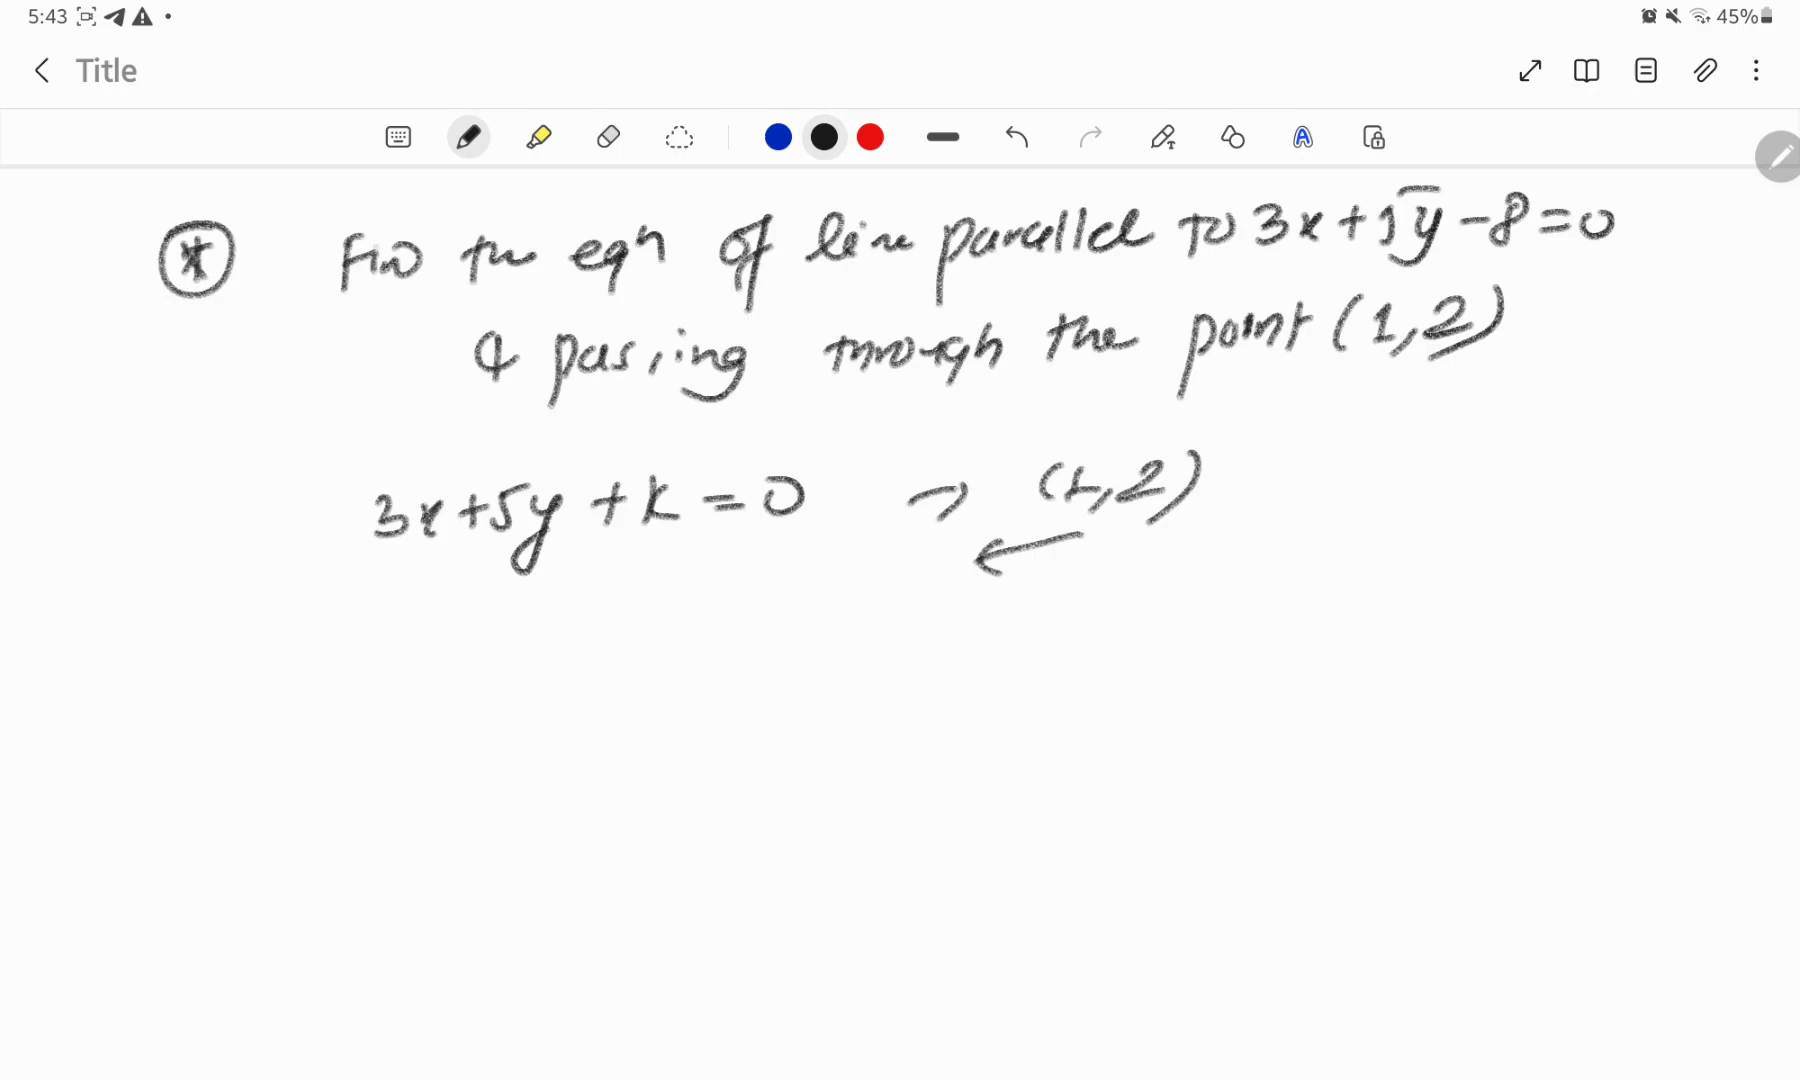 5:43 45%
Title
A
* Find the eqn of line parallel to 3x+5y-8=0
& passing through the point (1,2)
3x+5y+k=0 → (1,2)
←